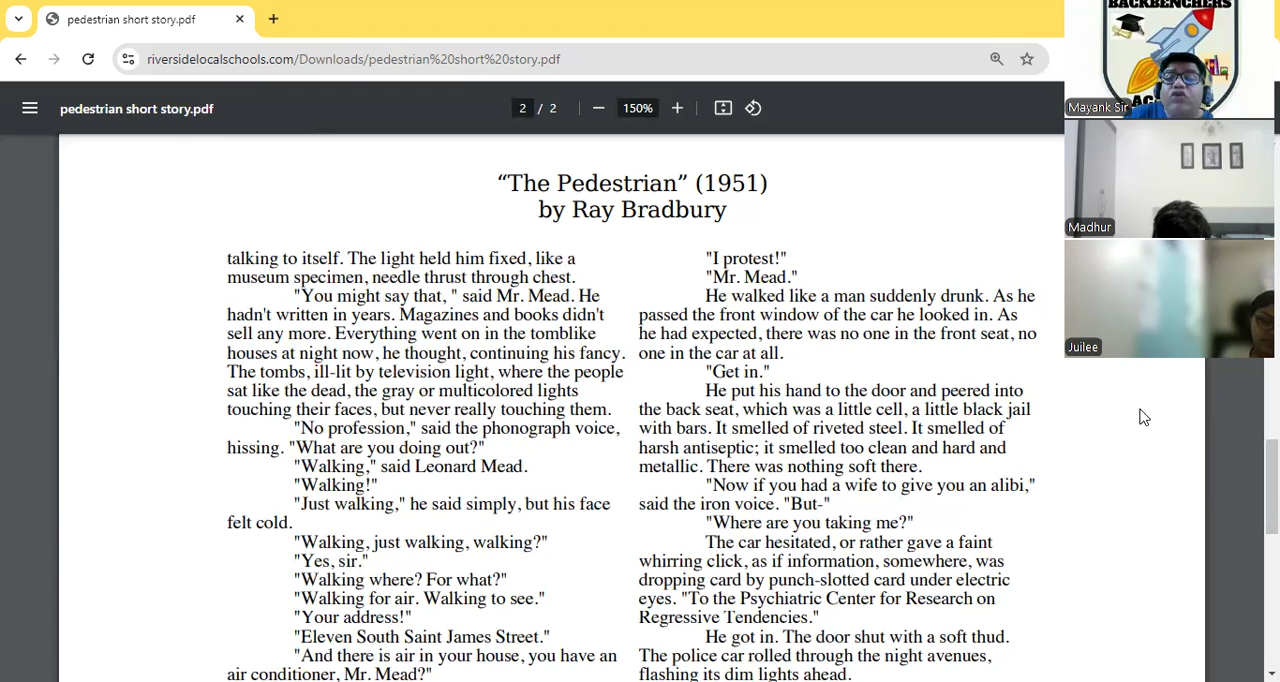 pedestrian short story.pdf
riversidelocalschools.com/Downloads/pedestrian%20short%20story.pdf
pedestrian short story.pdf
2 / 2
150%
BACKBENCHERS
Mayank Sir
Madhur
Juilee
“The Pedestrian” (1951)
by Ray Bradbury
talking to itself. The light held him fixed, like a
museum specimen, needle thrust through chest.
"You might say that, " said Mr. Mead. He
hadn't written in years. Magazines and books didn't
sell any more. Everything went on in the tomblike
houses at night now, he thought, continuing his fancy.
The tombs, ill-lit by television light, where the people
sat like the dead, the gray or multicolored lights
touching their faces, but never really touching them.
"No profession," said the phonograph voice,
hissing. "What are you doing out?"
"Walking," said Leonard Mead.
"Walking!"
"Just walking," he said simply, but his face
felt cold.
"Walking, just walking, walking?"
"Yes, sir."
"Walking where? For what?"
"Walking for air. Walking to see."
"Your address!"
"Eleven South Saint James Street."
"And there is air in your house, you have an
air conditioner, Mr. Mead?"
"I protest!"
"Mr. Mead."
He walked like a man suddenly drunk. As he
passed the front window of the car he looked in. As
he had expected, there was no one in the front seat, no
one in the car at all.
"Get in."
He put his hand to the door and peered into
the back seat, which was a little cell, a little black jail
with bars. It smelled of riveted steel. It smelled of
harsh antiseptic; it smelled too clean and hard and
metallic. There was nothing soft there.
"Now if you had a wife to give you an alibi,"
said the iron voice. "But-"
"Where are you taking me?"
The car hesitated, or rather gave a faint
whirring click, as if information, somewhere, was
dropping card by punch-slotted card under electric
eyes. "To the Psychiatric Center for Research on
Regressive Tendencies."
He got in. The door shut with a soft thud.
The police car rolled through the night avenues,
flashing its dim lights ahead.